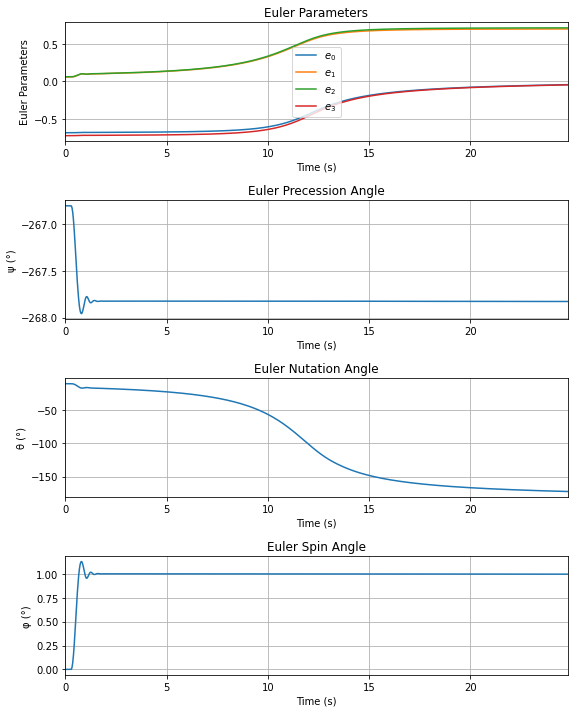 Euler Parameters
Euler Parameters
0.5
0.0
−0.5
e₀
e₁
e₂
e₃
0 5 10 15 20
Time (s)
Euler Precession Angle
ψ (°)
−267.0
−267.5
−268.0
0 5 10 15 20
Time (s)
Euler Nutation Angle
θ (°)
−50
−100
−150
0 5 10 15 20
Time (s)
Euler Spin Angle
φ (°)
1.00
0.75
0.50
0.25
0.00
0 5 10 15 20
Time (s)